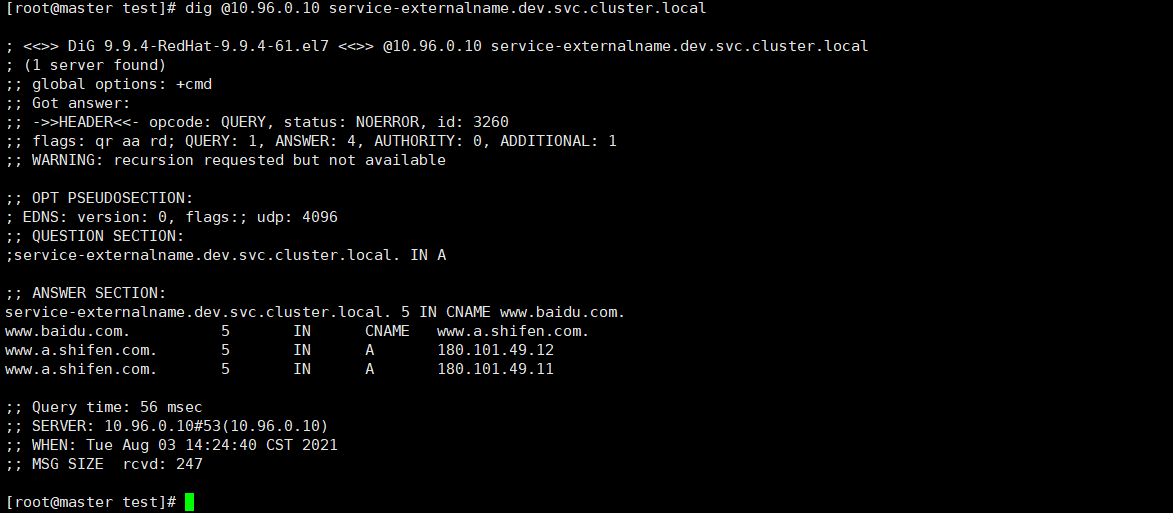 [root@master test]# dig @10.96.0.10 service-externalname.dev.svc.cluster.local
; <<>> DiG 9.9.4-RedHat-9.9.4-61.el7 <<>> @10.96.0.10 service-externalname.dev.svc.cluster.local
; (1 server found)
;; global options: +cmd
;; Got answer:
;; ->>HEADER<<- opcode: QUERY, status: NOERROR, id: 3260
;; flags: qr aa rd; QUERY: 1, ANSWER: 4, AUTHORITY: 0, ADDITIONAL: 1
;; WARNING: recursion requested but not available
;; OPT PSEUDOSECTION:
; EDNS: version: 0, flags:; udp: 4096
;; QUESTION SECTION:
;service-externalname.dev.svc.cluster.local. IN A
;; ANSWER SECTION:
service-externalname.dev.svc.cluster.local. 5 IN CNAME www.baidu.com.
www.baidu.com. 5 IN CNAME www.a.shifen.com.
www.a.shifen.com. 5 IN A 180.101.49.12
www.a.shifen.com. 5 IN A 180.101.49.11
;; Query time: 56 msec
;; SERVER: 10.96.0.10#53(10.96.0.10)
;; WHEN: Tue Aug 03 14:24:40 CST 2021
;; MSG SIZE  rcvd: 247
[root@master test]#